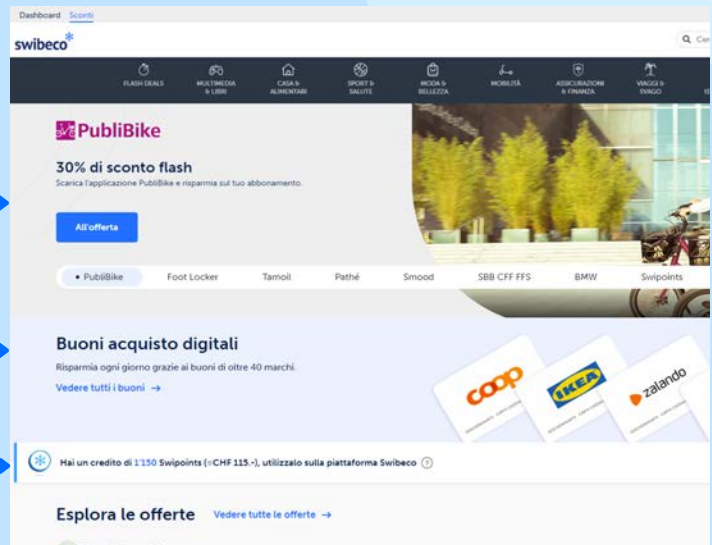 Dashboard Sconti
swibeco
FLASH DEALS
MULTIMEDIA
& LIBRI
CASA &
ALIMENTARI
SPORT &
SALUTE
MODA &
BELLEZZA
MOBILITÀ
ASSICURAZIONI
& FINANZA
VIAGGI &
SVAGO
PubliBike
30% di sconto flash
Scarica l'applicazione PubliBike e risparmia sul tuo abbonamento.
All'offerta
• PubliBike Foot Locker Tamoil Pathé Smood SBB CFF FFS BMW Swipoints
Buoni acquisto digitali
Risparmia ogni giorno grazie ai buoni di oltre 40 marchi.
Vedere tutti i buoni →
coop
IKEA
zalando
Hai un credito di 1'150 Swipoints (=CHF 115.-), utilizzalo sulla piattaforma Swibeco ?
Esplora le offerte Vedere tutte le offerte →